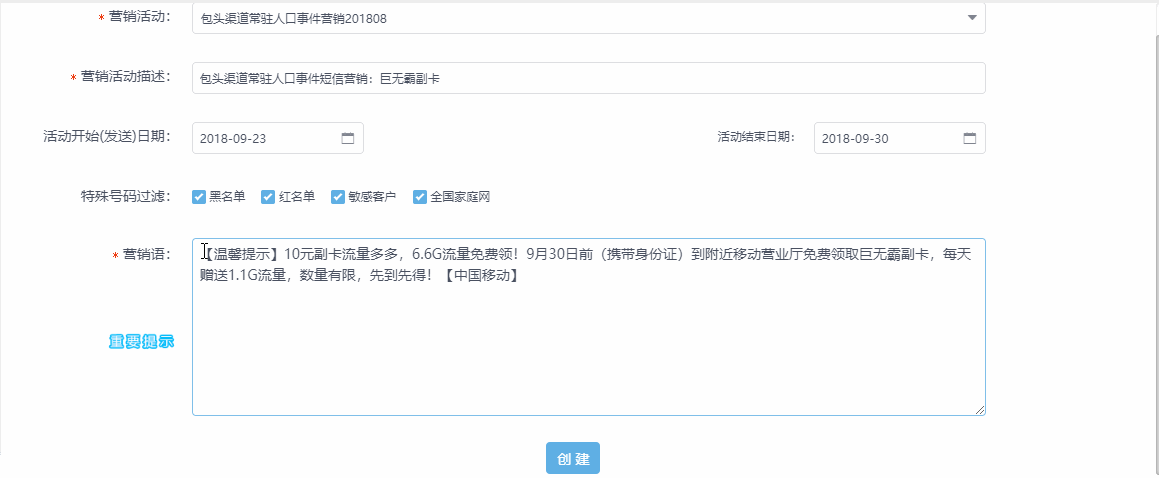 * 营销活动： 包头渠道常驻人口事件营销201808
* 营销活动描述： 包头渠道常驻人口事件短信营销：巨无霸副卡
活动开始(发送)日期： 2018-09-23 活动结束日期： 2018-09-30
特殊号码过滤： 黑名单 红名单 敏感客户 全国家庭网
* 营销语： 【温馨提示】10元副卡流量多多，6.6G流量免费领！9月30日前（携带身份证）到附近移动营业厅免费领取巨无霸副卡，每天
赠送1.1G流量，数量有限，先到先得！【中国移动】
重要提示
创 建